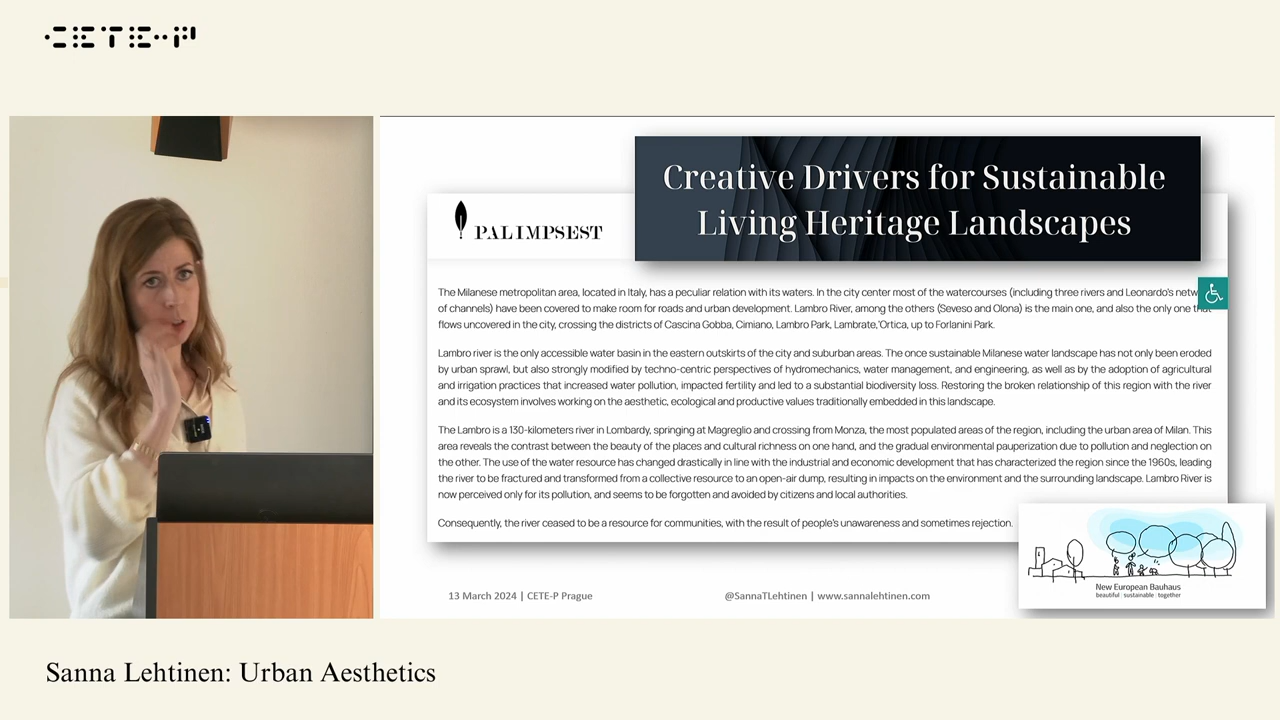 CETE-P
Creative Drivers for Sustainable
Living Heritage Landscapes
PALIMPSEST
The Milanese metropolitan area, located in Italy, has a peculiar relation with its waters. In the city center most of the watercourses (including three rivers and Leonardo's
of channels) have been covered to make room for roads and urban development. Lambro River, among the others (Seveso and Olona) is the main one, and also the only one that
flows uncovered in the city, crossing the districts of Cascina Gobba, Cimiano, Lambro Park, Lambrate,'Ortica, up to Forlanini Park.
Lambro river is the only accessible water basin in the eastern outskirts of the city and suburban areas. The once sustainable Milanese water landscape has not only been eroded
by urban sprawl, but also strongly modified by techno-centric perspectives of hydromechanics, water management, and engineering, as well as by the adoption of agricultural
and irrigation practices that increased water pollution, impacted fertility and led to a substantial biodiversity loss. Restoring the broken relationship of this region with the river
and its ecosystem involves working on the aesthetic, ecological and productive values traditionally embedded in this landscape.
The Lambro is a 130-kilometers river in Lombardy, springing at Magreglio and crossing from Monza, the most populated areas of the region, including the urban area of Milan. This
area reveals the contrast between the beauty of the places and cultural richness on one hand, and the gradual environmental pauperization due to pollution and neglection on
the other. The use of the water resource has changed drastically in line with the industrial and economic development that has characterized the region since the 1960s, leading
the river to be fractured and transformed from a collective resource to an open-air dump, resulting in impacts on the environment and the surrounding landscape. Lambro River is
now perceived only for its pollution, and seems to be forgotten and avoided by citizens and local authorities.
Consequently, the river ceased to be a resource for communities, with the result of people's unawareness and sometimes rejection.
New European Bauhaus
beautiful : sustainable : together
13 March 2024 | CETE-P Prague
@SannaTLehtinen | www.sannalehtinen.com
Sanna Lehtinen: Urban Aesthetics